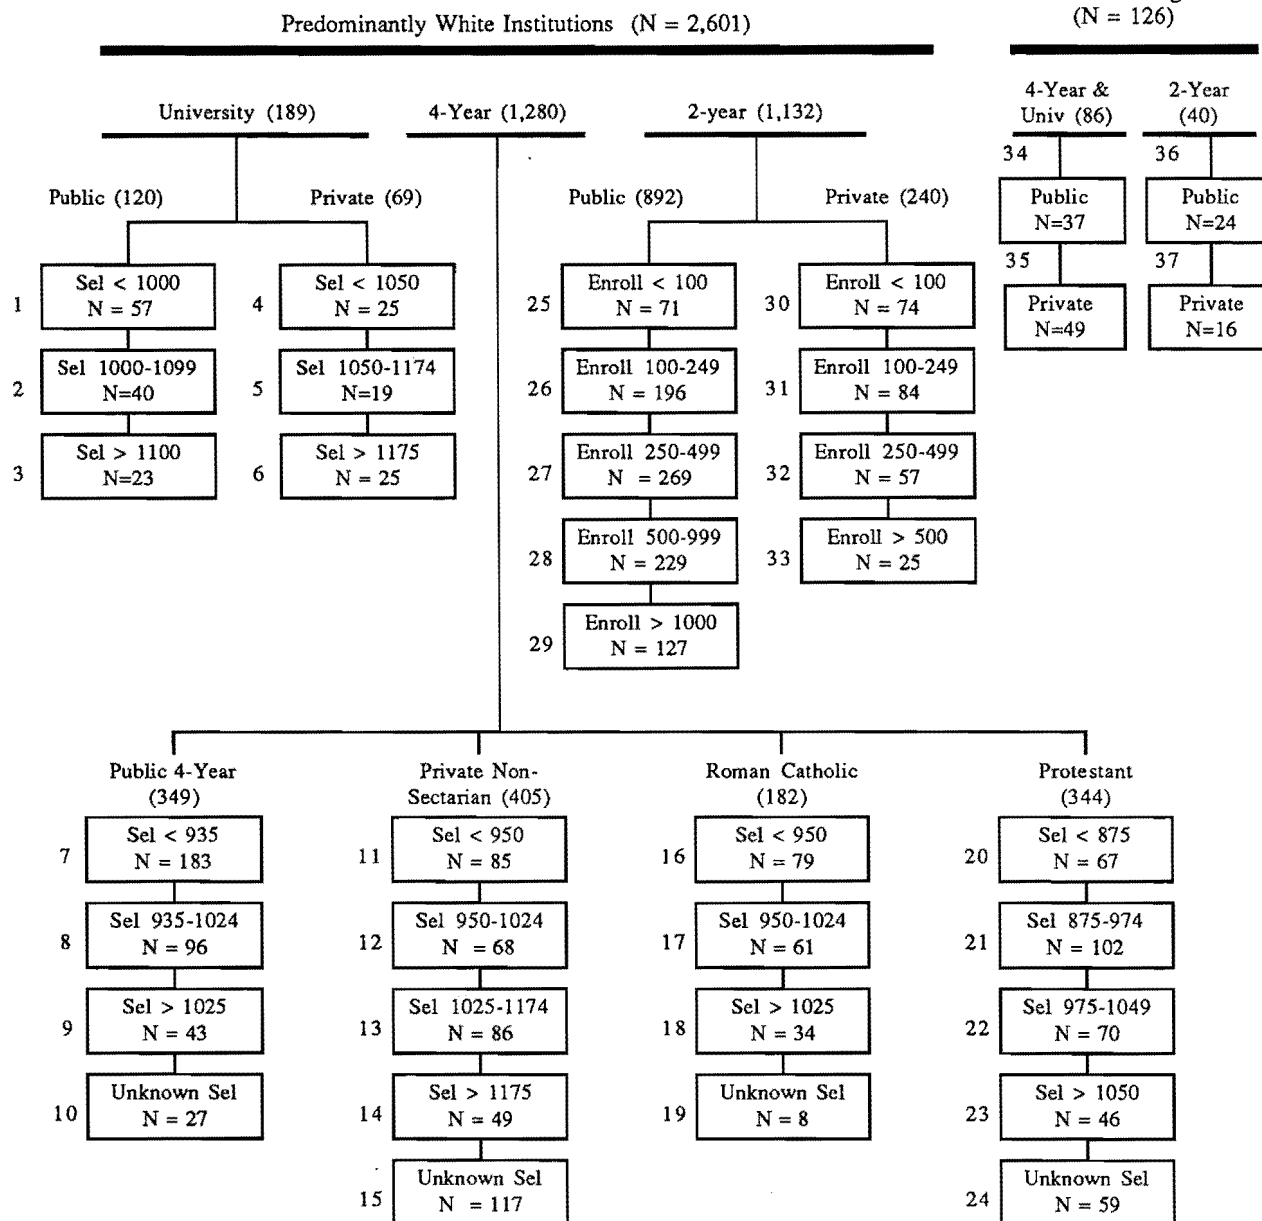 Predominantly White Institutions (N = 2,601)
(N = 126)
University (189)
4-Year (1,280)
2-year (1,132)
4-Year &
Univ (86)
2-Year
(40)
Public (120)
Private (69)
Public (892)
Private (240)
34
Public
N=37
35
Private
N=49
36
Public
N=24
37
Private
N=16
1
Sel < 1000
N = 57
2
Sel 1000-1099
N=40
3
Sel > 1100
N=23
4
Sel < 1050
N = 25
5
Sel 1050-1174
N=19
6
Sel > 1175
N = 25
25
Enroll < 100
N = 71
26
Enroll 100-249
N = 196
27
Enroll 250-499
N = 269
28
Enroll 500-999
N = 229
29
Enroll > 1000
N = 127
30
Enroll < 100
N = 74
31
Enroll 100-249
N = 84
32
Enroll 250-499
N = 57
33
Enroll > 500
N = 25
Public 4-Year
(349)
7
Sel < 935
N = 183
8
Sel 935-1024
N = 96
9
Sel > 1025
N = 43
10
Unknown Sel
N = 27
Private Non-
Sectarian (405)
11
Sel < 950
N = 85
12
Sel 950-1024
N = 68
13
Sel 1025-1174
N = 86
14
Sel > 1175
N = 49
15
Unknown Sel
N = 117
Roman Catholic
(182)
16
Sel < 950
N = 79
17
Sel 950-1024
N = 61
18
Sel > 1025
N = 34
19
Unknown Sel
N = 8
Protestant
(344)
20
Sel < 875
N = 67
21
Sel 875-974
N = 102
22
Sel 975-1049
N = 70
23
Sel > 1050
N = 46
24
Unknown Sel
N = 59